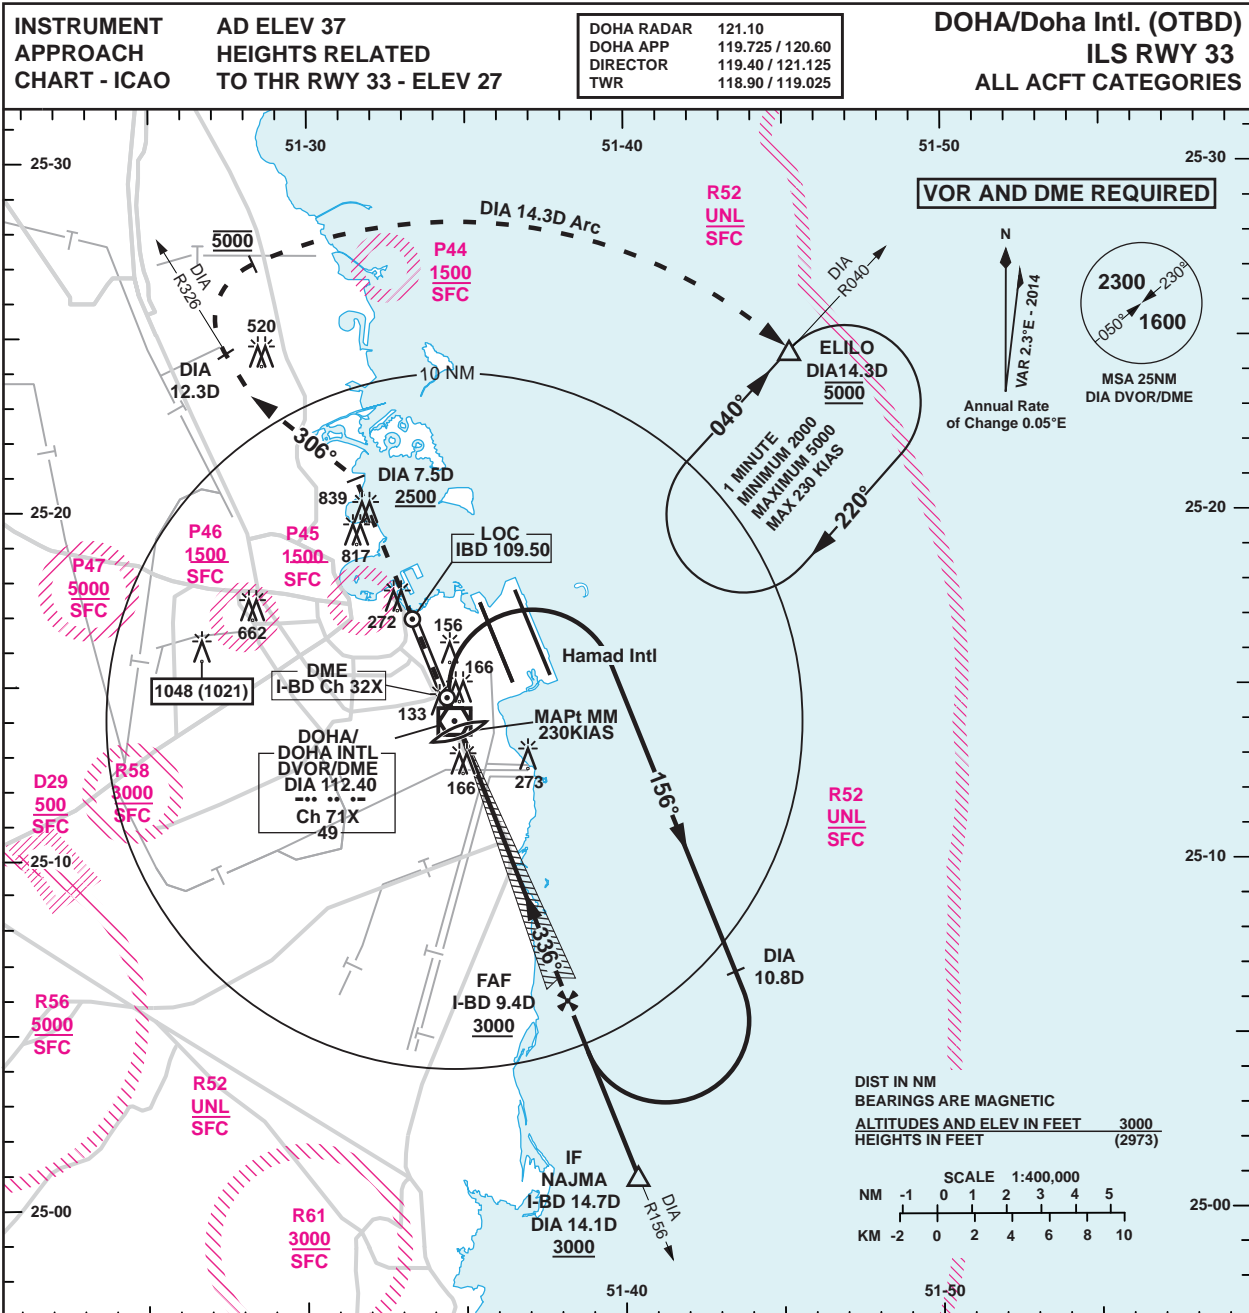 INSTRUMENT
APPROACH
CHART - ICAO
AD ELEV 37
HEIGHTS RELATED
TO THR RWY 33 - ELEV 27
DOHA RADAR 121.10
DOHA APP 119.725 / 120.60
DIRECTOR 119.40 / 121.125
TWR 118.90 / 119.025
DOHA/Doha Intl. (OTBD)
ILS RWY 33
ALL ACFT CATEGORIES
51-30
51-40
51-50
25-30
25-30
VOR AND DME REQUIRED
R52
UNL
SFC
DIA 14.3D Arc
5000
P44
1500
SFC
DIA
R326
DIA
R040
N
VAR 2.3°E - 2014
Annual Rate
of Change 0.05°E
2300
230°
050°
1600
MSA 25NM
DIA DVOR/DME
520
DIA
12.3D
ELILO
DIA14.3D
5000
10 NM
040°
1 MINUTE
MINIMUM 2000
MAXIMUM 5000
MAX 230 KIAS
220°
306°
DIA 7.5D
2500
839
817
25-20
25-20
P46
1500
SFC
P45
1500
SFC
P47
5000
SFC
LOC
IBD 109.50
662
272
156
166
Hamad Intl
1048 (1021)
DME
I-BD Ch 32X
133
MAPt MM
230KIAS
DOHA/
DOHA INTL
DVOR/DME
DIA 112.40
Ch 71X
49
166
273
156°
D29
500
SFC
R58
3000
SFC
R52
UNL
SFC
25-10
25-10
336°
DIA
10.8D
FAF
I-BD 9.4D
3000
R56
5000
SFC
R52
UNL
SFC
DIST IN NM
BEARINGS ARE MAGNETIC
ALTITUDES AND ELEV IN FEET 3000
HEIGHTS IN FEET (2973)
IF
NAJMA
I-BD 14.7D
DIA 14.1D
3000
DIA
R156
SCALE 1:400,000
NM -1 0 1 2 3 4 5
KM -2 0 2 4 6 8 10
R61
3000
SFC
25-00
25-00
51-40
51-50